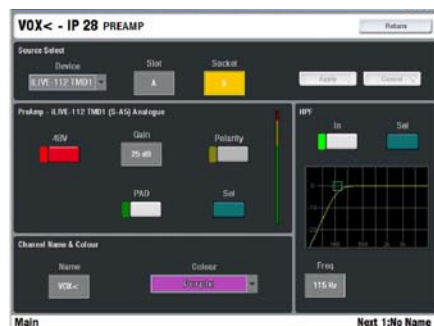 VOX< - IP 28 PREAMP
Return
Source Select
Device
Slot
Socket
iLIVE-112 TMD1
A
5
Apply
Cancel
PreAmp - iLIVE-112 TMD1 (S-A5) Analogue
HPF
48V
Gain
Polarity
In
Sel
25 dB
PAD
Sel
Channel Name & Colour
Name
Colour
Freq
VOX<
Purple
115 Hz
Main
Next 1:No Name